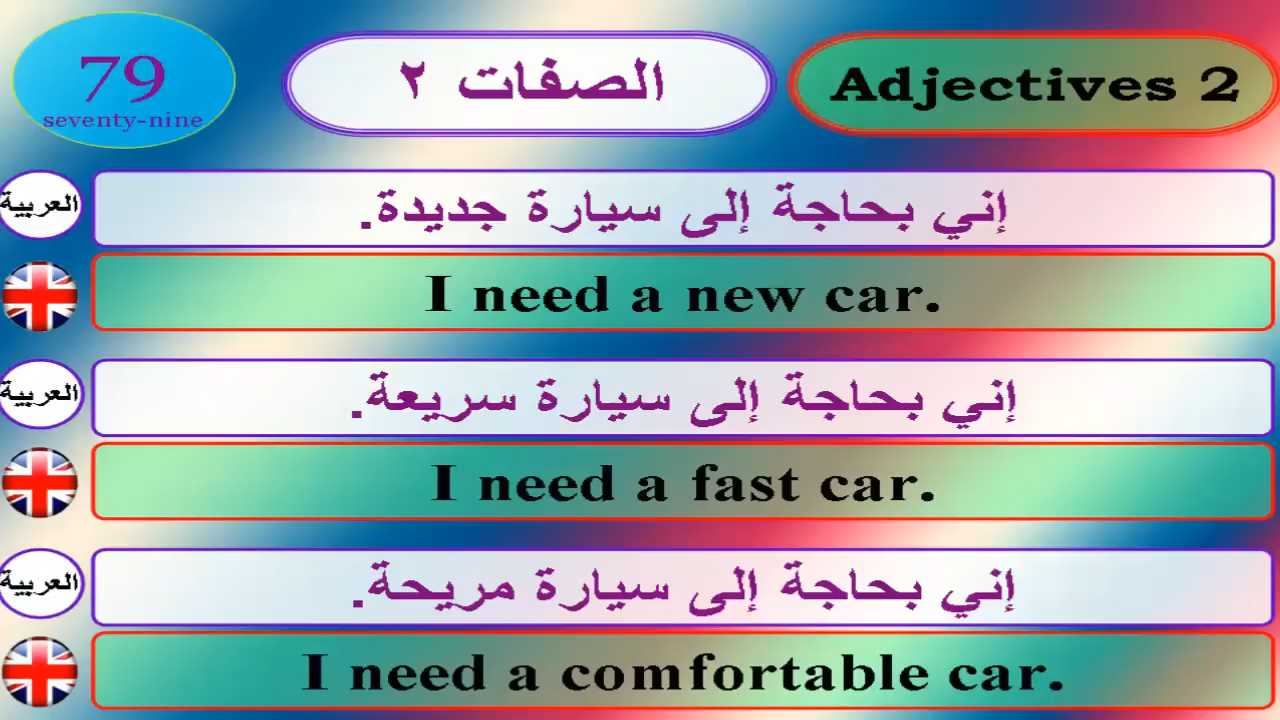 79
seventy-nine
الصفات ٢
Adjectives 2
العربية
إني بحاجة إلى سيارة جديدة.
I need a new car.
العربية
إني بحاجة إلى سيارة سريعة.
I need a fast car.
العربية
إني بحاجة إلى سيارة مريحة.
I need a comfortable car.